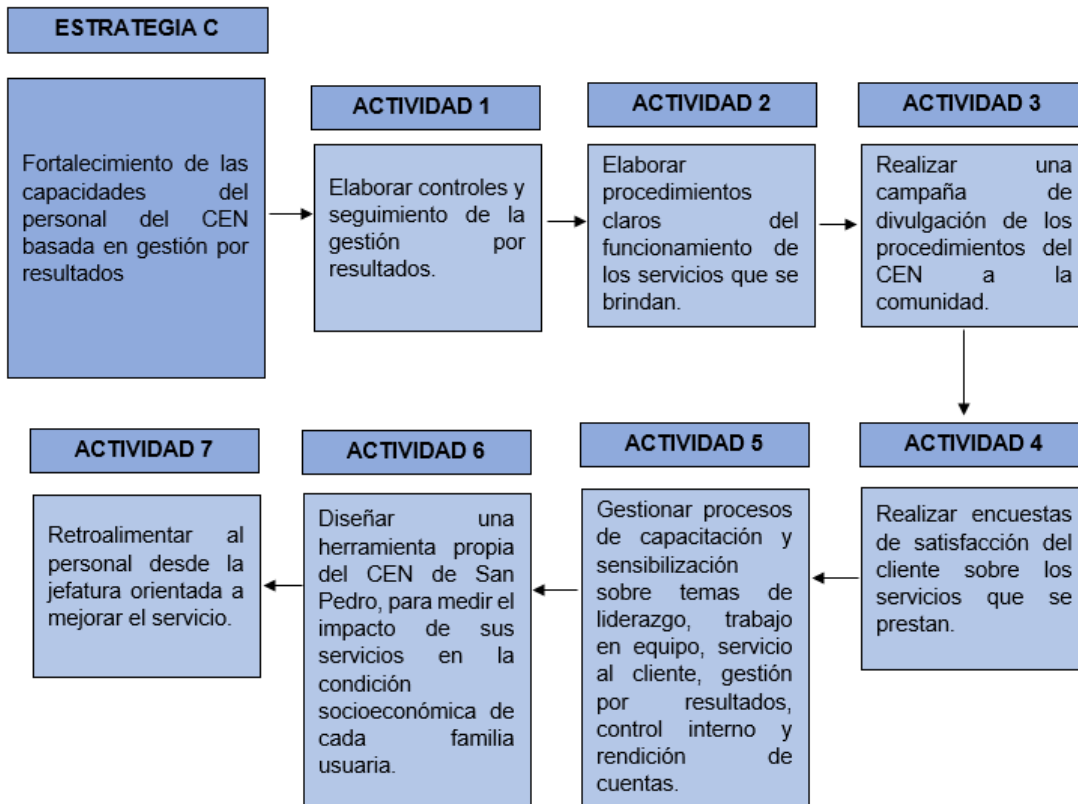 ESTRATEGIA C
Fortalecimiento de las
capacidades del
personal del CEN
basada en gestión por
resultados
ACTIVIDAD 1
Elaborar controles y
seguimiento de la
gestión por
resultados.
ACTIVIDAD 2
Elaborar
procedimientos
claros del
funcionamiento de
los servicios que se
brindan.
ACTIVIDAD 3
Realizar una
campaña de
divulgación de los
procedimientos del
CEN a la
comunidad.
ACTIVIDAD 4
Realizar encuestas
de satisfacción del
cliente sobre los
servicios que se
prestan.
ACTIVIDAD 5
Gestionar procesos
de capacitación y
sensibilización
sobre temas de
liderazgo, trabajo
en equipo, servicio
al cliente, gestión
por resultados,
control interno y
rendición de
cuentas.
ACTIVIDAD 6
Diseñar una
herramienta propia
del CEN de San
Pedro, para medir el
impacto de sus
servicios en la
condición
socioeconómica de
cada familia
usuaria.
ACTIVIDAD 7
Retroalimentar al
personal desde la
jefatura orientada a
mejorar el servicio.